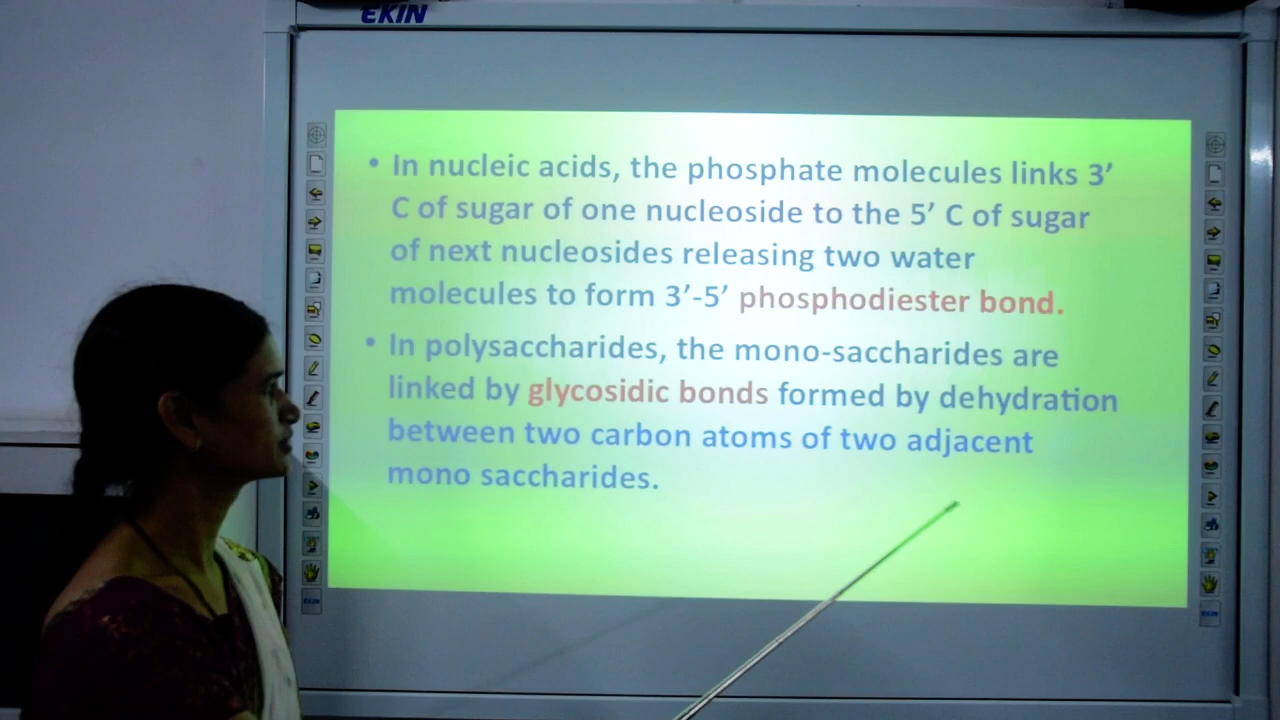 EKIN
• In nucleic acids, the phosphate molecules links 3’
C of sugar of one nucleoside to the 5’ C of sugar
of next nucleosides releasing two water
molecules to form 3’-5’ phosphodiester bond.
• In polysaccharides, the mono-saccharides are
linked by glycosidic bonds formed by dehydration
between two carbon atoms of two adjacent
mono saccharides.
EKIN
EKIN